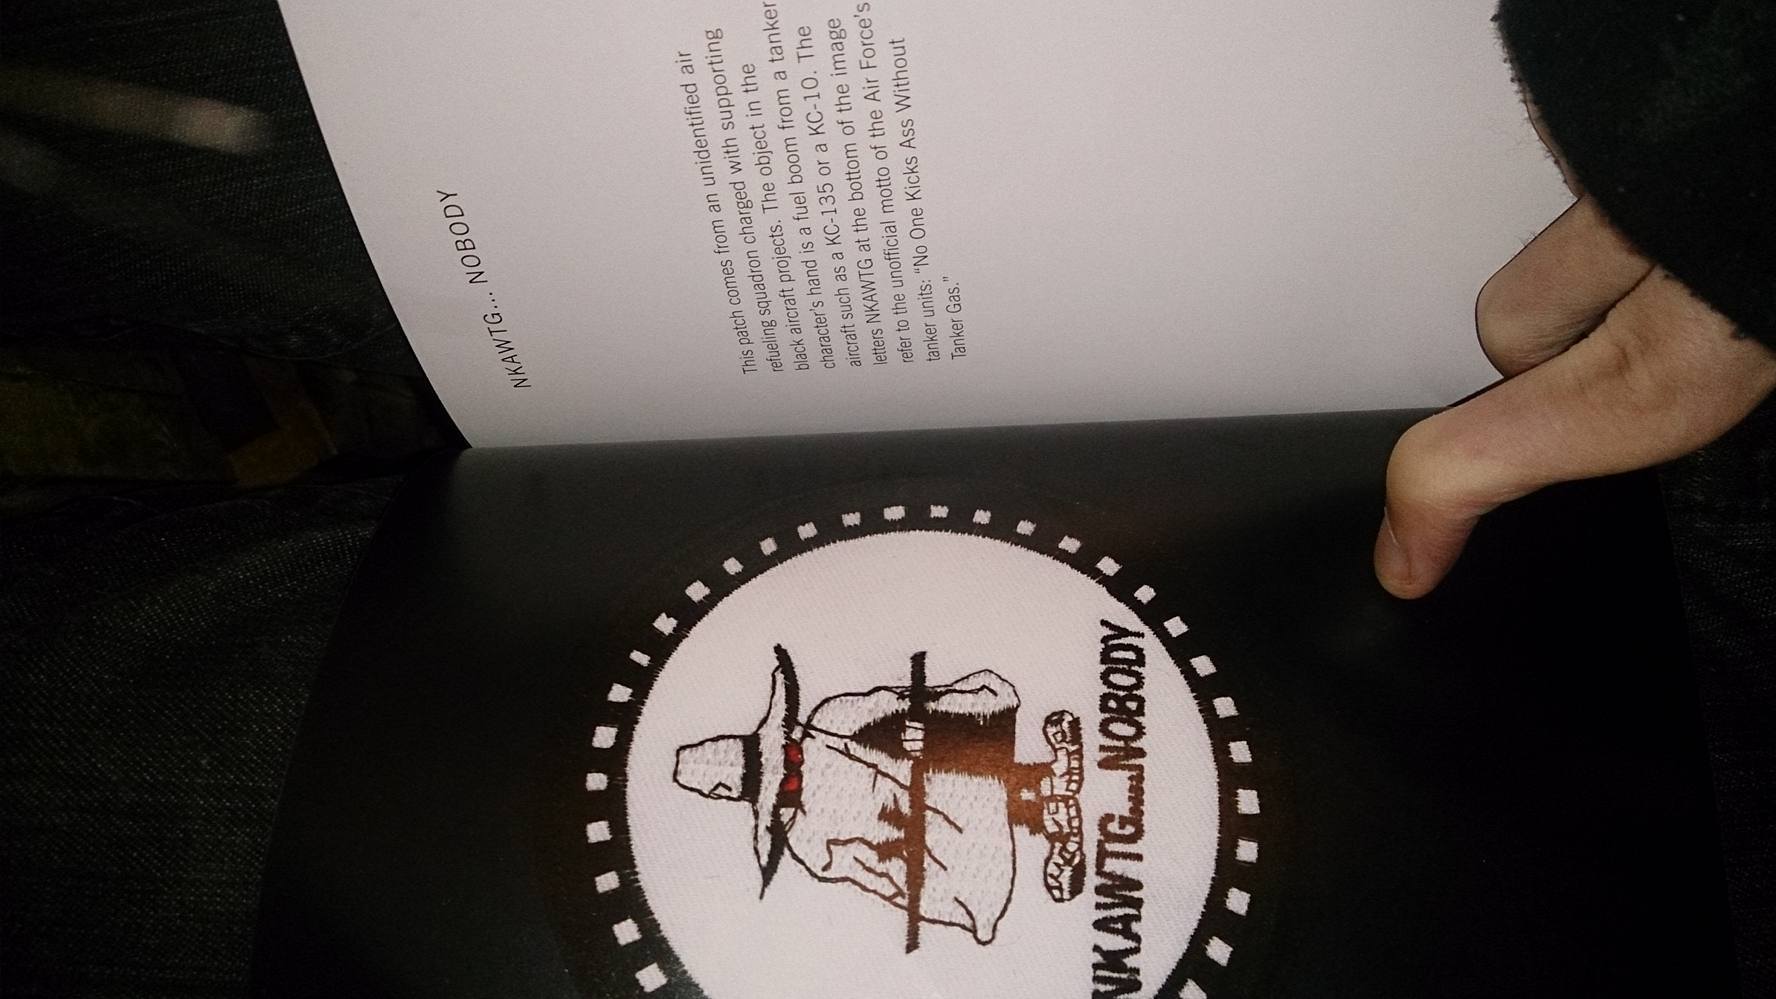 NKAWTG... NOBODY
This patch comes from an unidentified air
refueling squadron charged with supporting
black aircraft projects. The object in the
character's hand is a fuel boom from a tanker
aircraft such as a KC-135 or a KC-10. The
letters NKAWTG at the bottom of the image
refer to the unofficial motto of the Air Force's
tanker units: “No One Kicks Ass Without
Tanker Gas.”
NKAWTG.....NOBODY